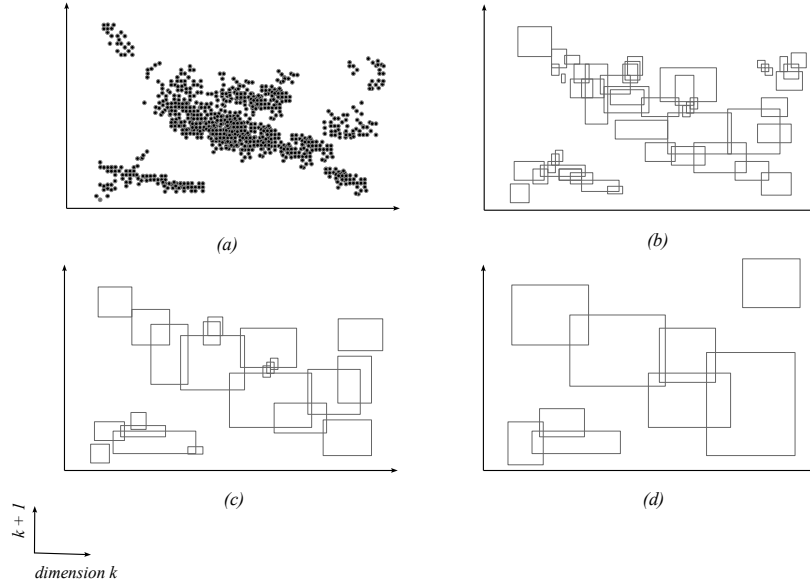 (a)
(b)
(c)
(d)
k + 1
dimension k